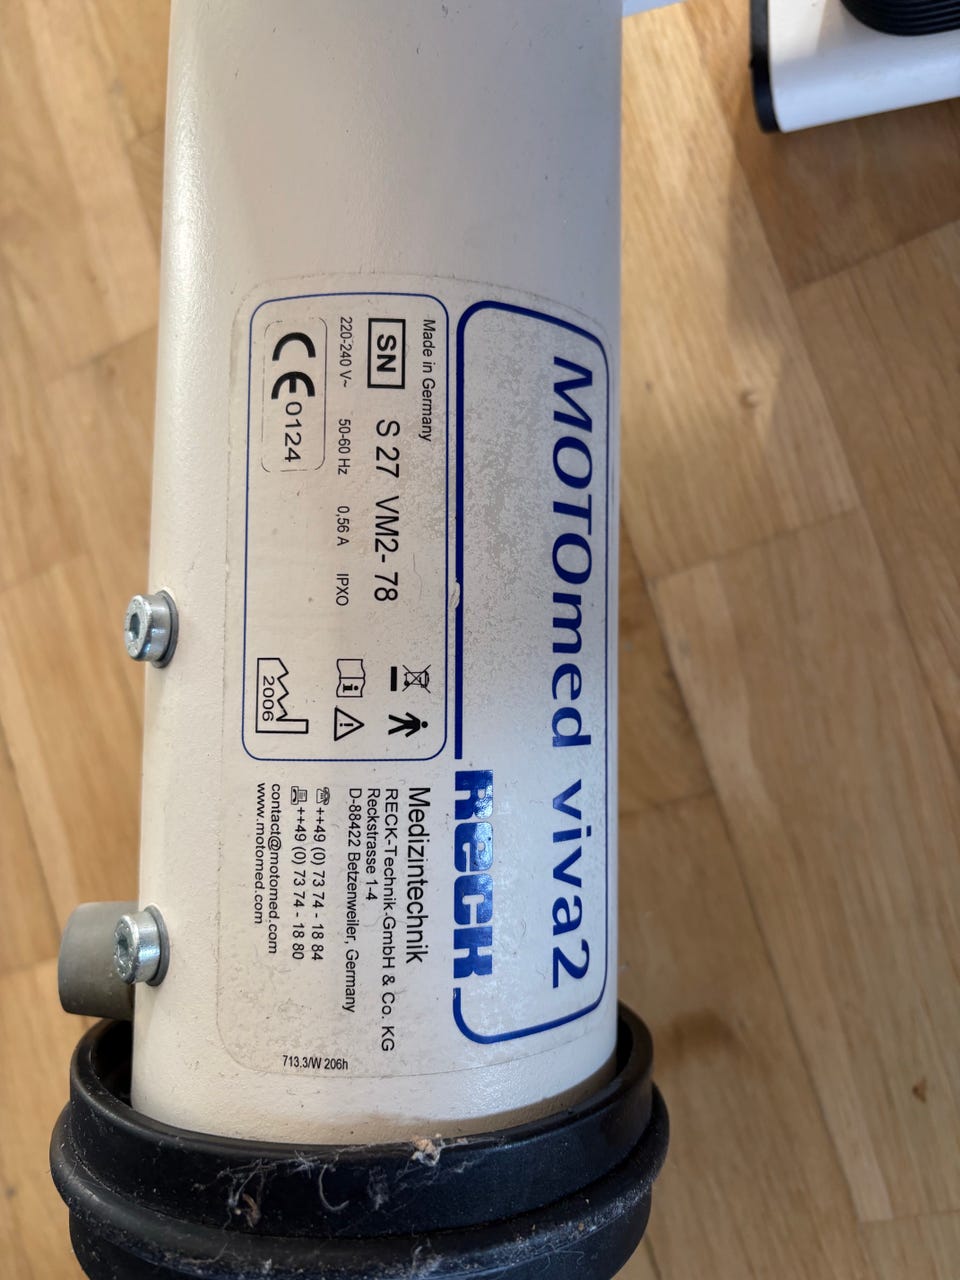 MOTOmed viva2
Reck
Made in Germany
SN S 27 VM2- 78
220-240 V~ 50-60 Hz 0,56 A IPXO
CE 0124
2006
Medizintechnik
RECK-Technik GmbH & Co. KG
Reckstrasse 1-4
D-88422 Betzenweiler, Germany
++49 (0) 73 74 - 18 84
++49 (0) 73 74 - 18 80
contact@motomed.com
www.motomed.com
713.3/W 206h